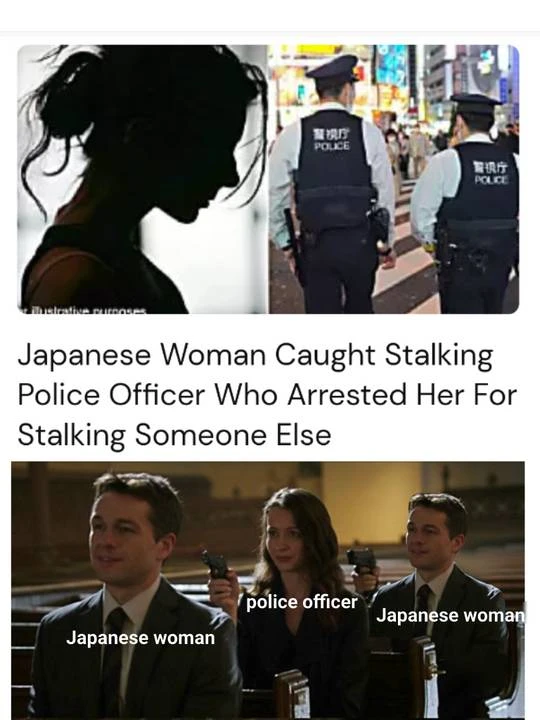 警視庁
POLICE
警視庁
POLICE
illustrative purposes
Japanese Woman Caught Stalking
Police Officer Who Arrested Her For
Stalking Someone Else
police officer
Japanese woman
Japanese woman